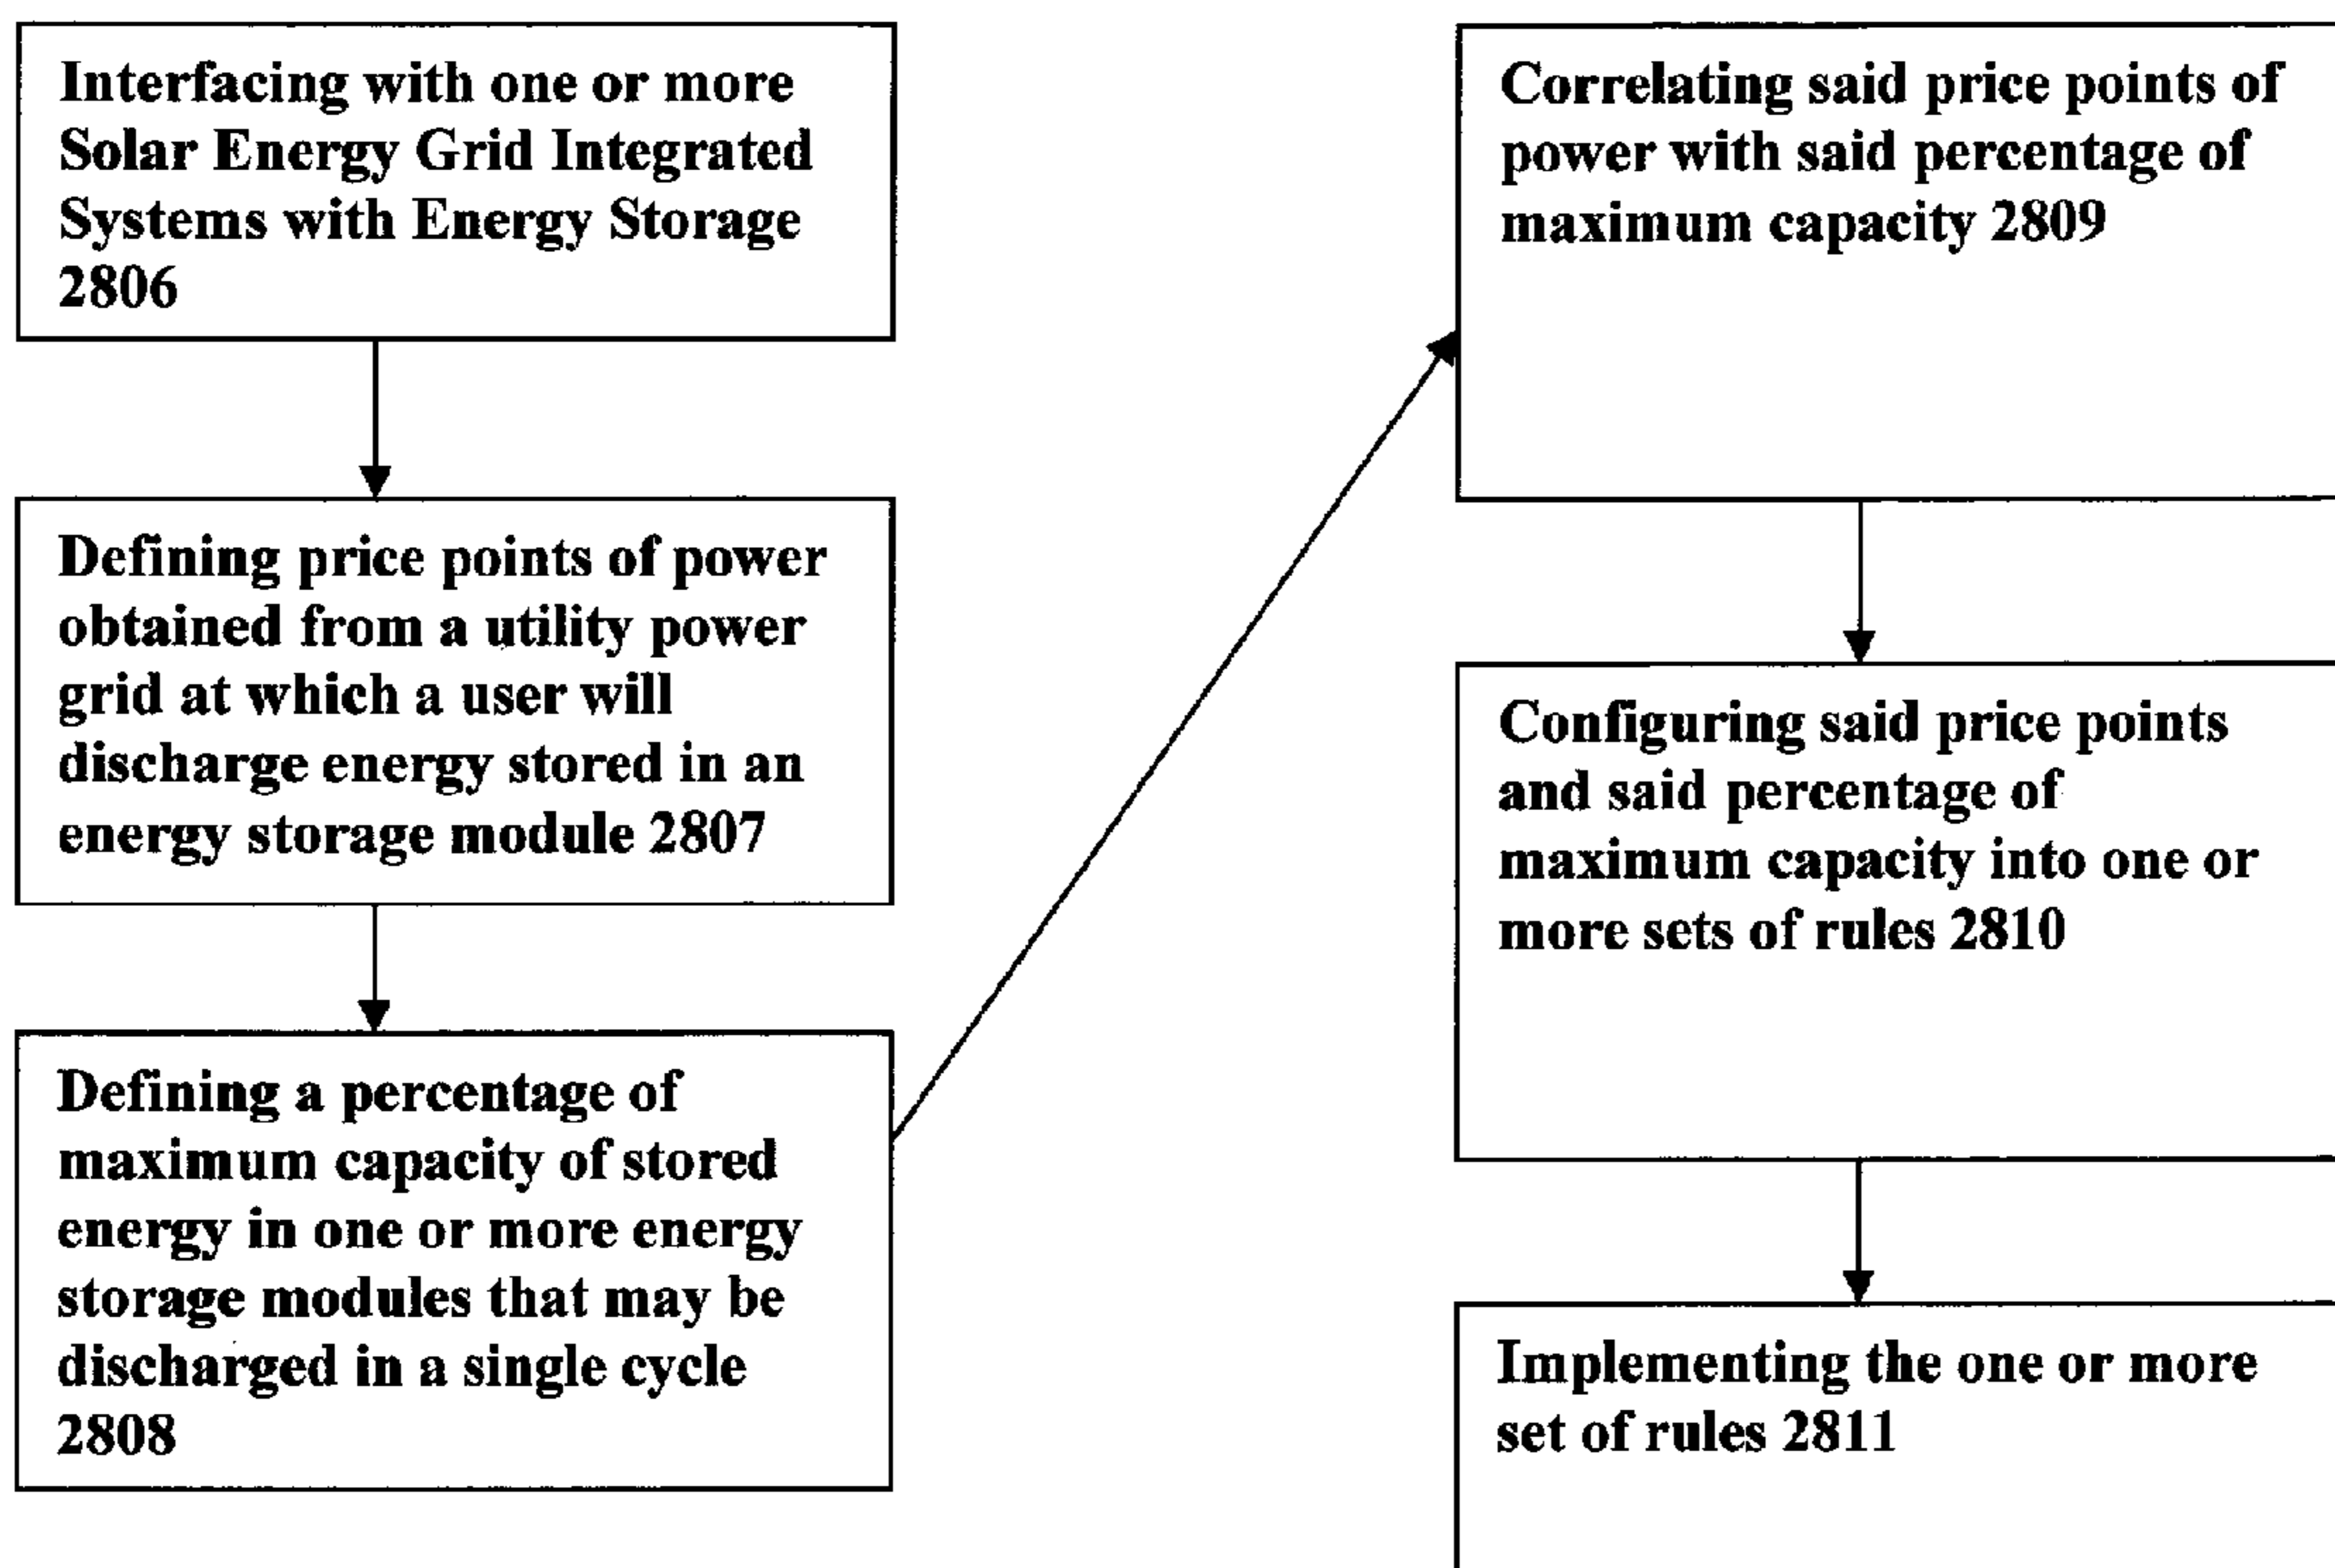 Interfacing with one or more
Solar Energy Grid Integrated
Systems with Energy Storage
2806
Defining price points of power
obtained from a utility power
grid at which a user will
discharge energy stored in an
energy storage module 2807
Defining a percentage of
maximum capacity of stored
energy in one or more energy
storage modules that may be
discharged in a single cycle
2808
Correlating said price points of
power with said percentage of
maximum capacity 2809
Configuring said price points
and said percentage of
maximum capacity into one or
more sets of rules 2810
Implementing the one or more
set of rules 2811